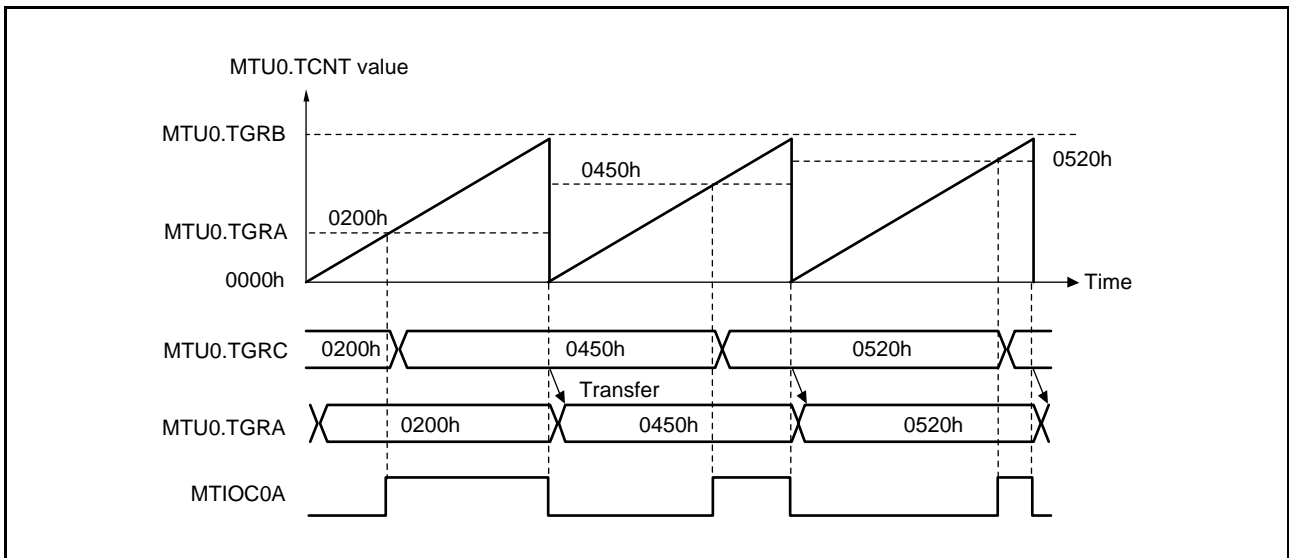 MTU0.TCNT value
MTU0.TGRB
0450h
0520h
0200h
MTU0.TGRA
0000h
Time
MTU0.TGRC 0200h 0450h 0520h
Transfer
MTU0.TGRA 0200h 0450h 0520h
MTIOC0A